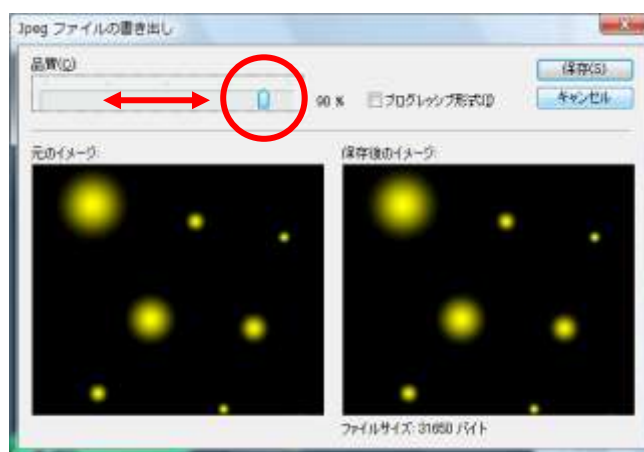 Jpeg ファイルの書き出し
品質(Q)
90 %
プログレッシブ形式(I)
保存(S)
キャンセル
元のイメージ:
保存後のイメージ:
ファイルサイズ: 31650 バイト